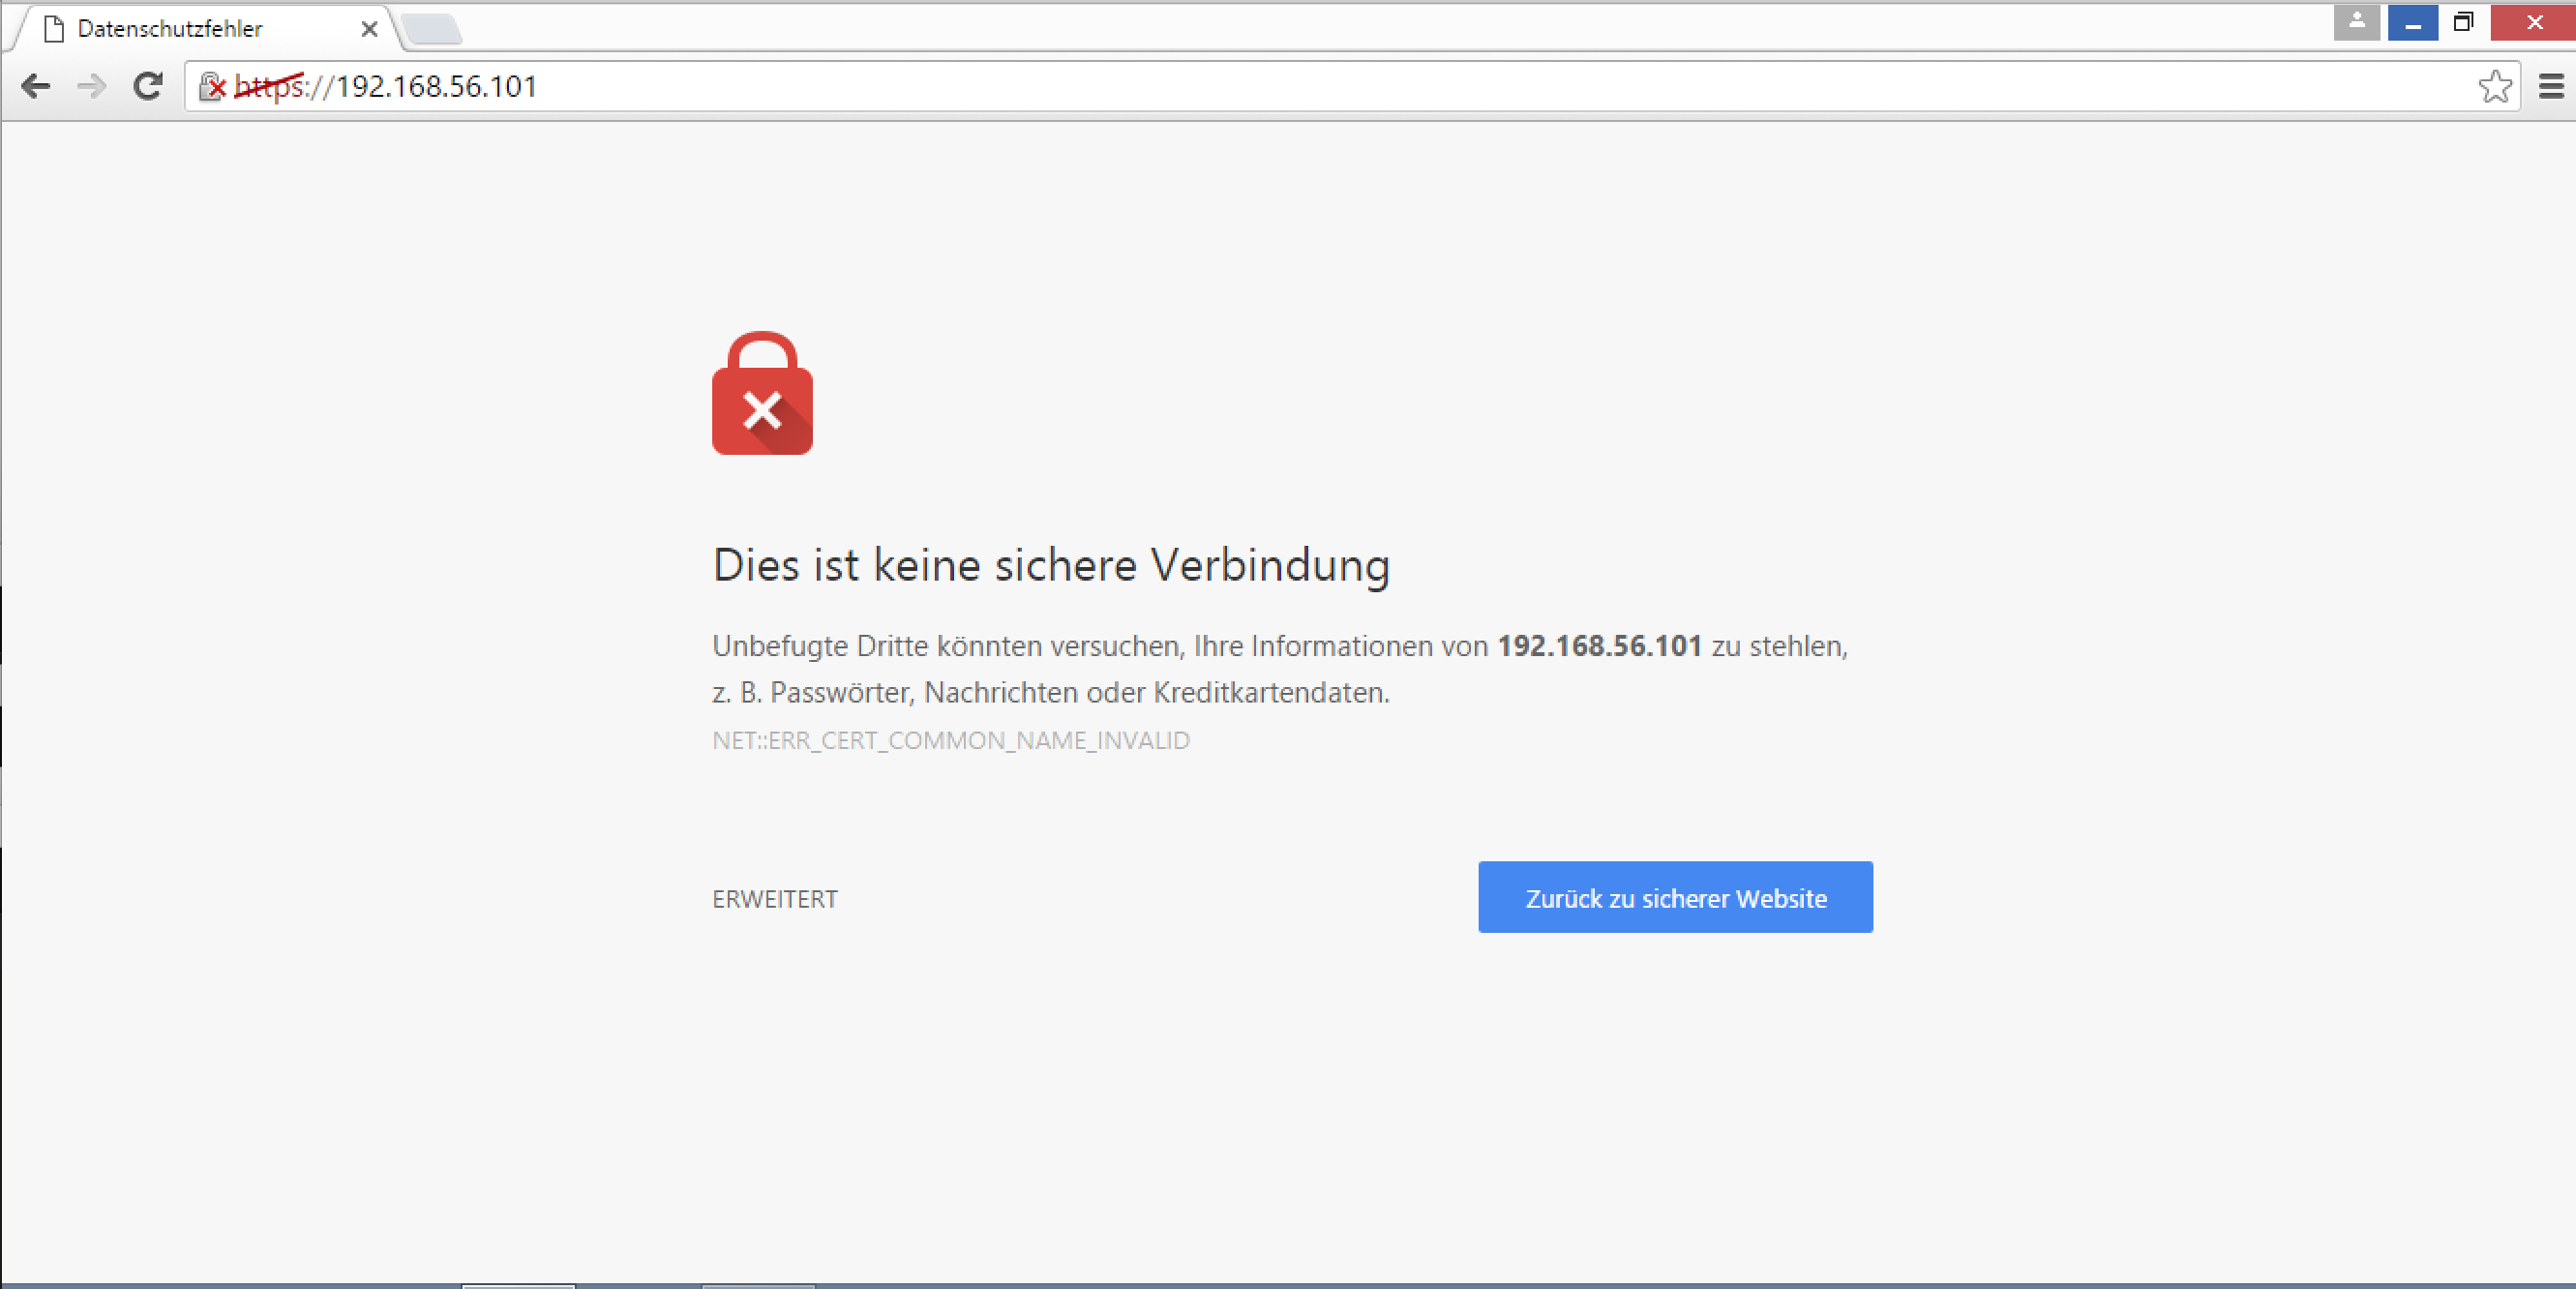 Datenschutzfehler
https://192.168.56.101
Dies ist keine sichere Verbindung
Unbefugte Dritte könnten versuchen, Ihre Informationen von 192.168.56.101 zu stehlen,
z. B. Passwörter, Nachrichten oder Kreditkartendaten.
NET::ERR_CERT_COMMON_NAME_INVALID
ERWEITERT
Zurück zu sicherer Website